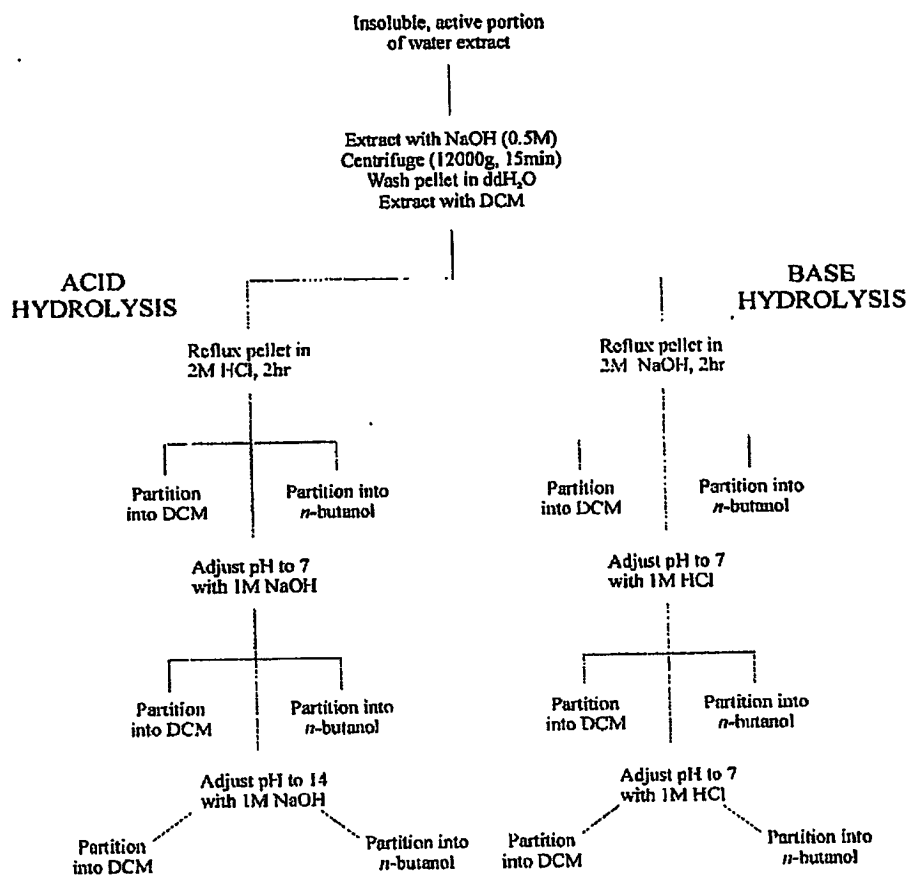 Insoluble, active portion
of water extract
Extract with NaOH (0.5M)
Centrifuge (12000g, 15min)
Wash pellet in ddH₂O
Extract with DCM
ACID
HYDROLYSIS
BASE
HYDROLYSIS
Reflux pellet in
2M HCl, 2hr
Reflux pellet in
2M NaOH, 2hr
Partition
into DCM
Partition into
n-butanol
Partition
into DCM
Partition into
n-butanol
Adjust pH to 7
with 1M NaOH
Adjust pH to 7
with 1M HCl
Partition
into DCM
Partition into
n-butanol
Partition
into DCM
Partition into
n-butanol
Adjust pH to 14
with 1M NaOH
Adjust pH to 7
with 1M HCl
Partition
into DCM
Partition into
n-butanol
Partition
into DCM
Partition into
n-butanol